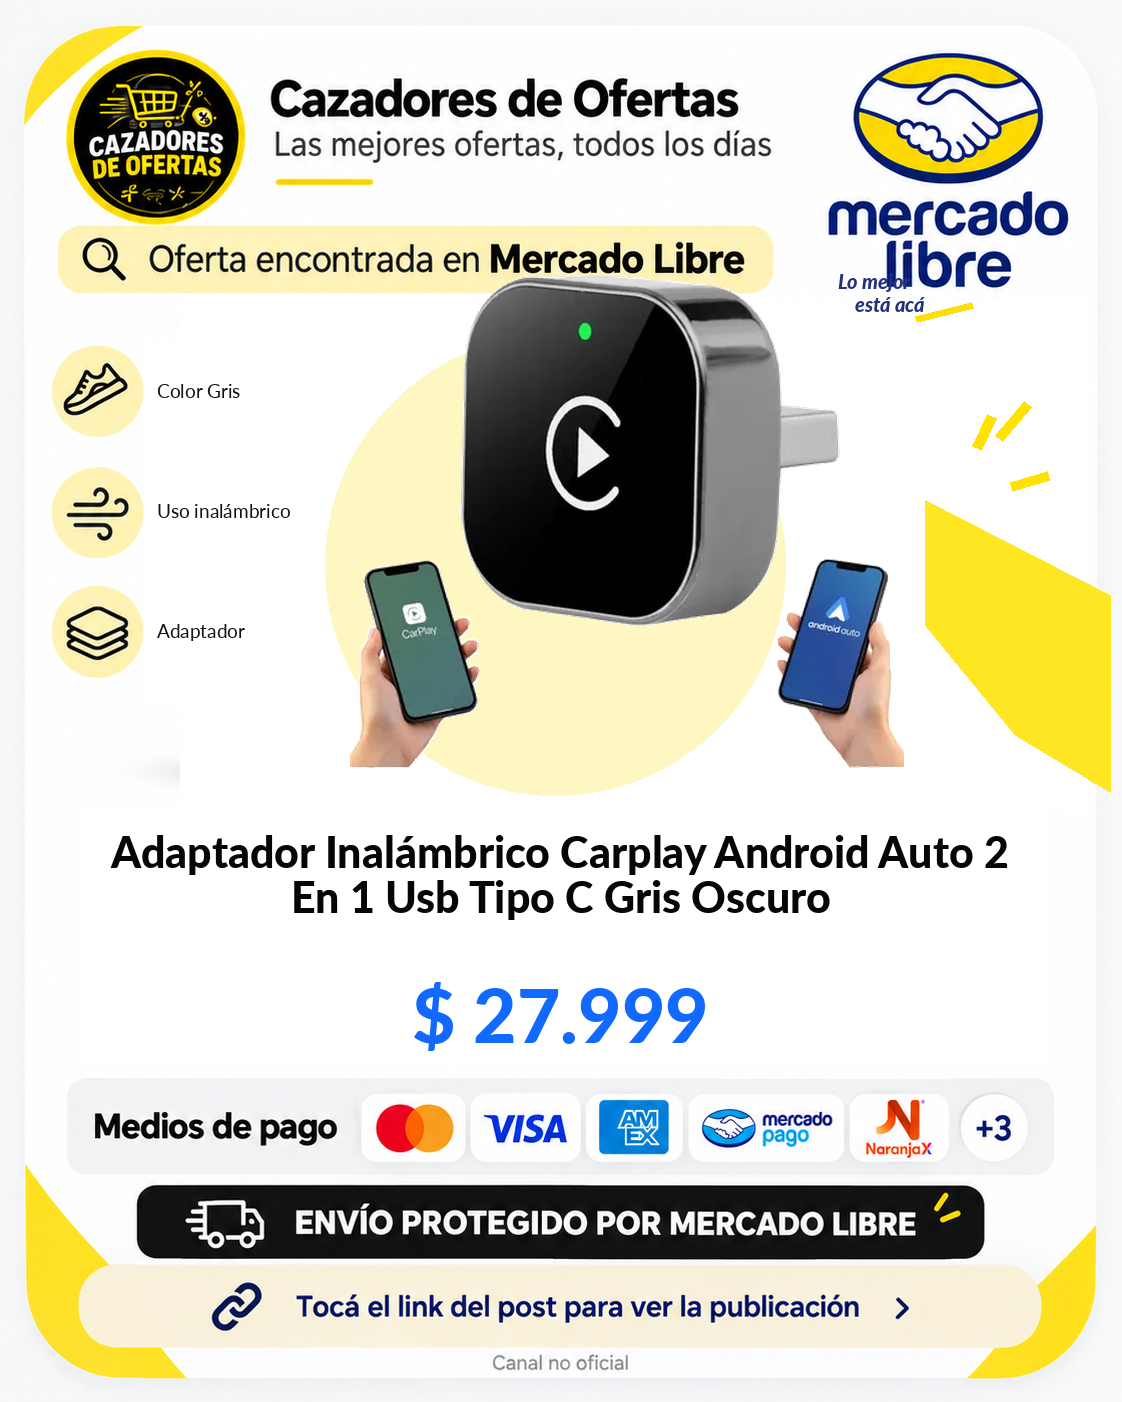 CAZADORES
DE OFERTAS
Cazadores de Ofertas
Las mejores ofertas, todos los días
mercado
libre
Lo mejor
está acá
Oferta encontrada en Mercado Libre
Color Gris
Uso inalámbrico
Adaptador
CarPlay
android auto
Adaptador Inalámbrico Carplay Android Auto 2
En 1 Usb Tipo C Gris Oscuro
$ 27.999
Medios de pago
VISA
AM
EX
mercado
pago
NaranjaX
+3
ENVÍO PROTEGIDO POR MERCADO LIBRE
Tocá el link del post para ver la publicación
Canal no oficial